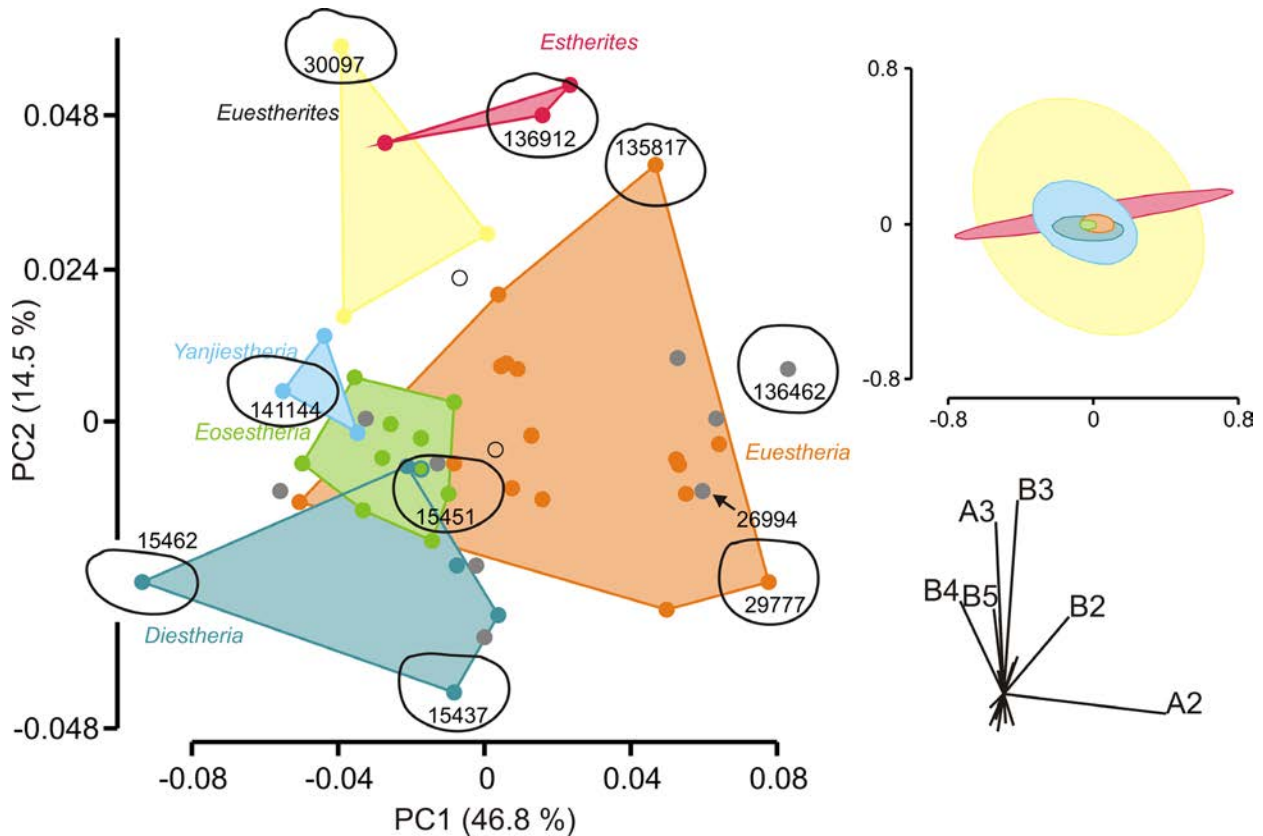 30097
Estherites
0.8
0.048
Euestherites
136912
135817
0.024
0
Yanjiestheria
136462
-0.8
141144
-0.8
0
0.8
0
Eosestheria
Euestheria
PC2 (14.5 %)
15451
26994
B3
A3
15462
B4
B5
B2
29777
Diestheria
A2
15437
-0.048
-0.08
-0.04
0
0.04
0.08
PC1 (46.8 %)